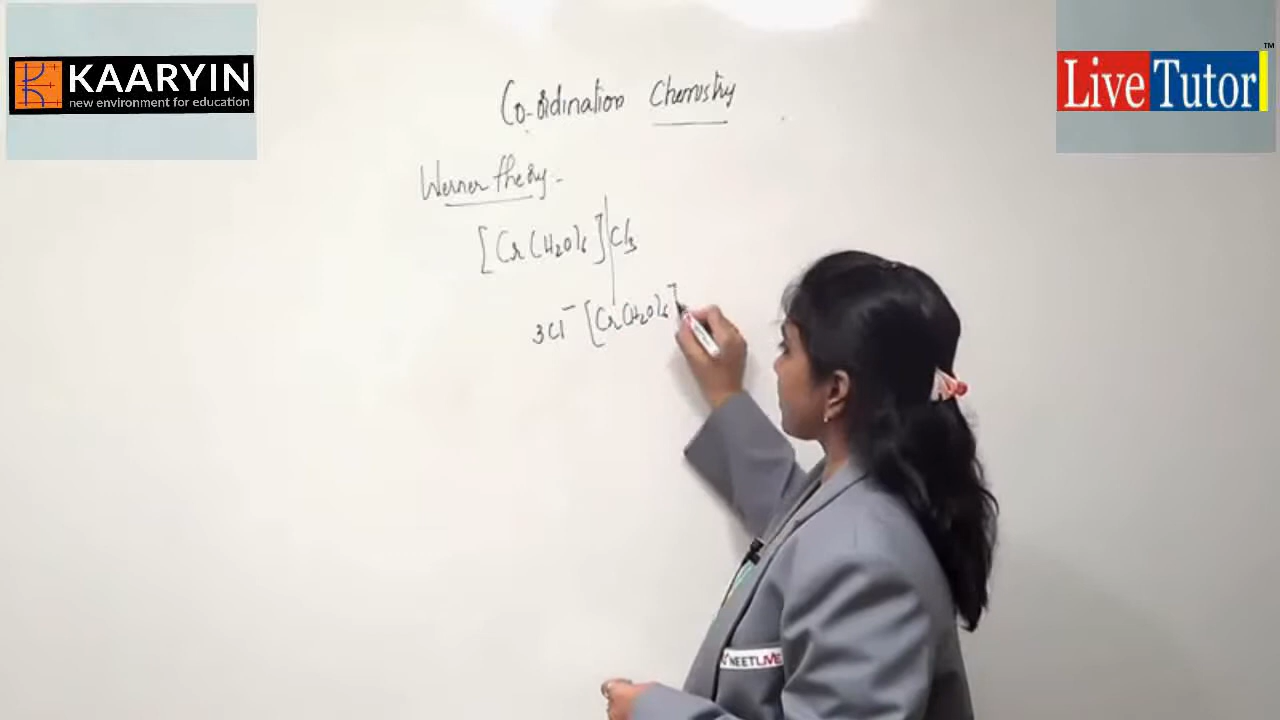 KAARYIN
new environment for education
LiveTutor
TM
Co-ordination Chemistry
Werner theory -
[Cr(H2O)6] Cl3
3Cl⁻ [Cr(H2O)6]
NEETLIVE